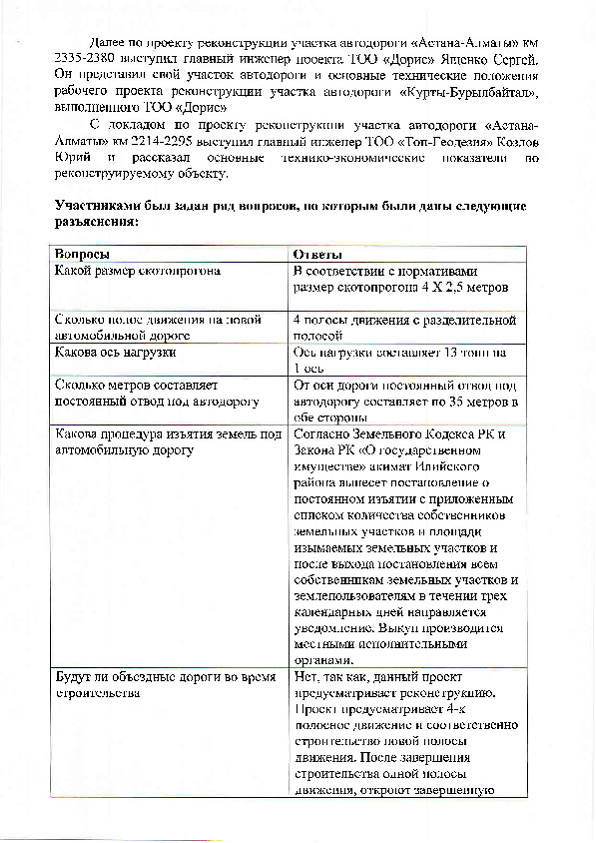 Далее по проекту реконструкции участка автодороги «Астана-Алматы» км
2335-2380 выступил главный инженер проекта ТОО «Дорис» Ященко Сергей.
Он представил свой участок автодороги и основные технические положения
рабочего проекта реконструкции участка автодороги «Курты-Бурылбайтал»,
выполненного ТОО «Дорис»
С докладом по проекту реконструкции участка автодороги «Астана-
Алматы» км 2214-2295 выступил главный инженер ТОО «Топ-Геодезия» Козлов
Юрий и рассказал основные технико-экономические показатели по
реконструируемому объекту.
Участниками был задан ряд вопросов, по которым были даны следующие
разъяснения:
Вопросы
Ответы
Какой размер скотопрогона
В соответствии с нормативами
размер скотопрогона 4 Х 2,5 метров
Сколько полос движения на новой
автомобильной дороге
4 полосы движения с разделительной
полосой
Какова ось нагрузки
Ось нагрузки составляет 13 тонн на
1 ось
Сколько метров составляет
постоянный отвод под автодорогу
От оси дороги постоянный отвод под
автодорогу составляет по 35 метров в
обе стороны
Какова процедура изъятия земель под
автомобильную дорогу
Согласно Земельного Кодекса РК и
Закона РК «О государственном
имуществе» акимат Илийского
района вынесет постановление о
постоянном изъятии с приложенным
списком количества собственников
земельных участков и площади
изымаемых земельных участков и
после выхода постановления всем
собственникам земельных участков и
землепользователям в течении трех
календарных дней направляется
уведомление. Выкуп производится
местными исполнительными
органами.
Будут ли объездные дороги во время
строительства
Нет, так как, данный проект
предусматривает реконструкцию.
Проект предусматривает 4-х
полосное движение и соответственно
строительство новой полосы
движения. После завершения
строительства одной полосы
движения, откроют завершенную